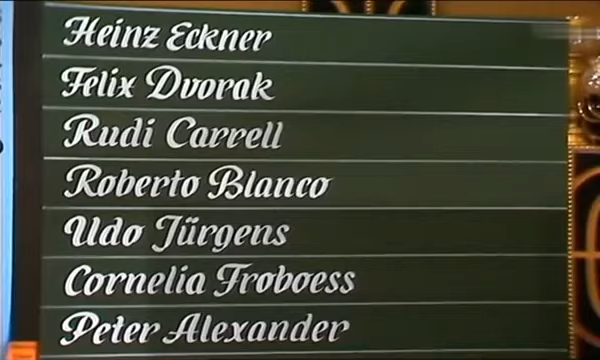 Heinz Eckner
Felix Dvorak
Rudi Carrell
Roberto Blanco
Udo Jürgens
Cornelia Froboess
Peter Alexander